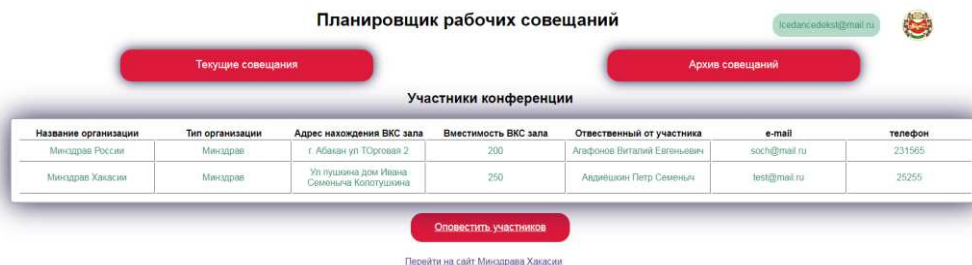 Планировщик рабочих совещаний
Icedancedekst@mail.ru
Текущие совещания
Архив совещаний
Участники конференции
Название организации Тип организации Адрес нахождения ВКС зала Вместимость ВКС зала Отвественный от участника e-mail телефон
Минздрав России Минздрав г. Абакан ул ТОрговая 2 200 Агафонов Виталий Евгеньевич soch@mail.ru 231565
Минздрав Хакасии Минздрав Ул пушкина дом Ивана 250 Авдиешкин Петр Семеныч test@mail.ru 25255
Семеныча Колотушкина
Оповестить участников
Перейти на сайт Минздрава Хакасии